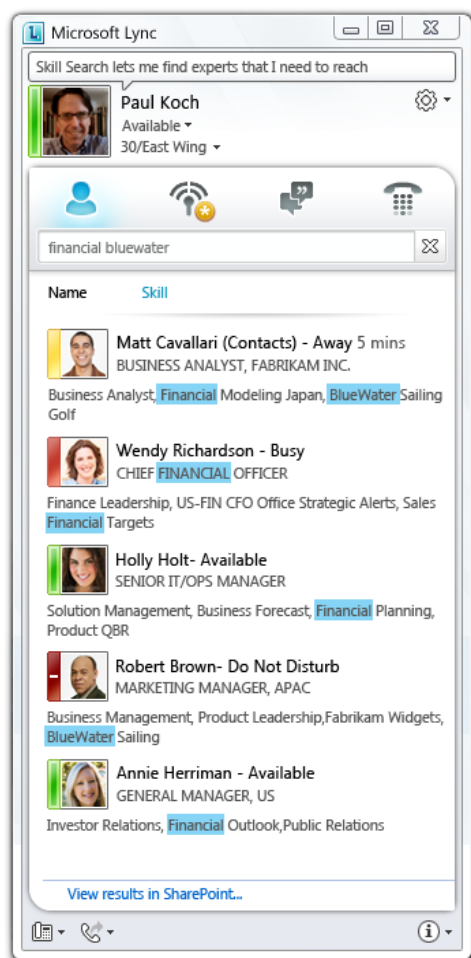 Microsoft Lync
Skill Search lets me find experts that I need to reach
Paul Koch
Available
30/East Wing
financial bluewater
Name Skill
Matt Cavallari (Contacts) - Away 5 mins
BUSINESS ANALYST, FABRIKAM INC.
Business Analyst, Financial Modeling Japan, BlueWater Sailing
Golf
Wendy Richardson - Busy
CHIEF FINANCIAL OFFICER
Finance Leadership, US-FIN CFO Office Strategic Alerts, Sales
Financial Targets
Holly Holt- Available
SENIOR IT/OPS MANAGER
Solution Management, Business Forecast, Financial Planning,
Product QBR
Robert Brown- Do Not Disturb
MARKETING MANAGER, APAC
Business Management, Product Leadership,Fabrikam Widgets,
BlueWater Sailing
Annie Herriman - Available
GENERAL MANAGER, US
Investor Relations, Financial Outlook,Public Relations
View results in SharePoint...